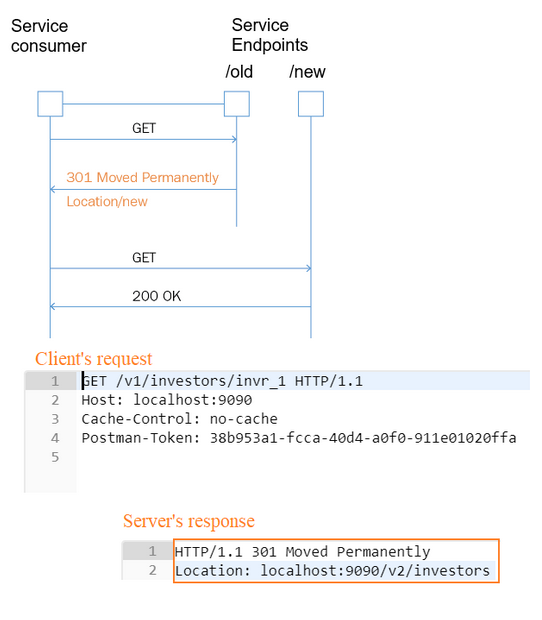 Service
consumer
Service
Endpoints
/old
/new
GET
301 Moved Permanently
Location/new
GET
200 OK
Client's request
1 GET /v1/investors/invr_1 HTTP/1.1
2 Host: localhost:9090
3 Cache-Control: no-cache
4 Postman-Token: 38b953a1-fcca-40d4-a0f0-911e01020ffa
5
Server's response
1 HTTP/1.1 301 Moved Permanently
2 Location: localhost:9090/v2/investors